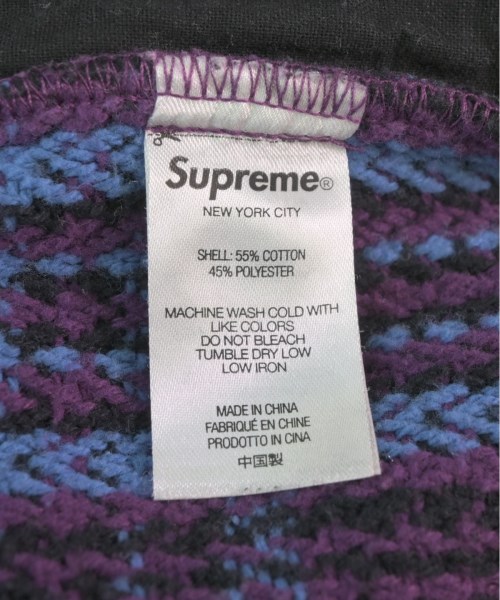 Supreme®
NEW YORK CITY
SHELL: 55% COTTON
45% POLYESTER
MACHINE WASH COLD WITH
LIKE COLORS
DO NOT BLEACH
TUMBLE DRY LOW
LOW IRON
MADE IN CHINA
FABRIQUÉ EN CHINE
PRODOTTO IN CINA
中国製